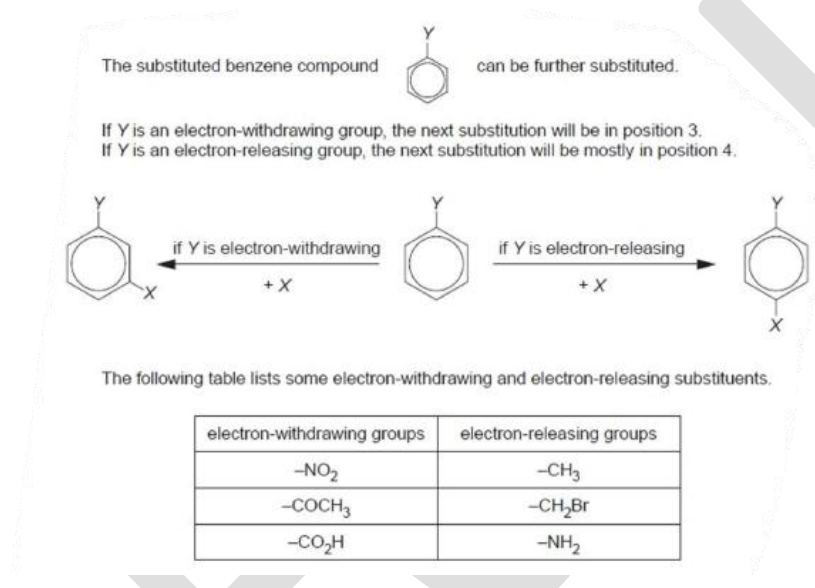 Y
The substituted benzene compound can be further substituted.
If Y is an electron-withdrawing group, the next substitution will be in position 3.
If Y is an electron-releasing group, the next substitution will be mostly in position 4.
Y Y Y
if Y is electron-withdrawing if Y is electron-releasing
+ X + X
X X
The following table lists some electron-withdrawing and electron-releasing substituents.
electron-withdrawing groups electron-releasing groups
–NO₂ –CH₃
–COCH₃ –CH₂Br
–CO₂H –NH₂